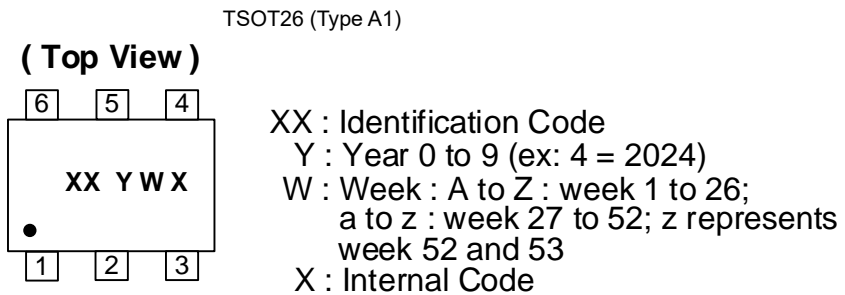 TSOT26 (Type A1)
( Top View )
6 5 4
XX Y W X
1 2 3
XX : Identification Code
Y : Year 0 to 9 (ex: 4 = 2024)
W : Week : A to Z : week 1 to 26;
a to z : week 27 to 52; z represents
week 52 and 53
X : Internal Code